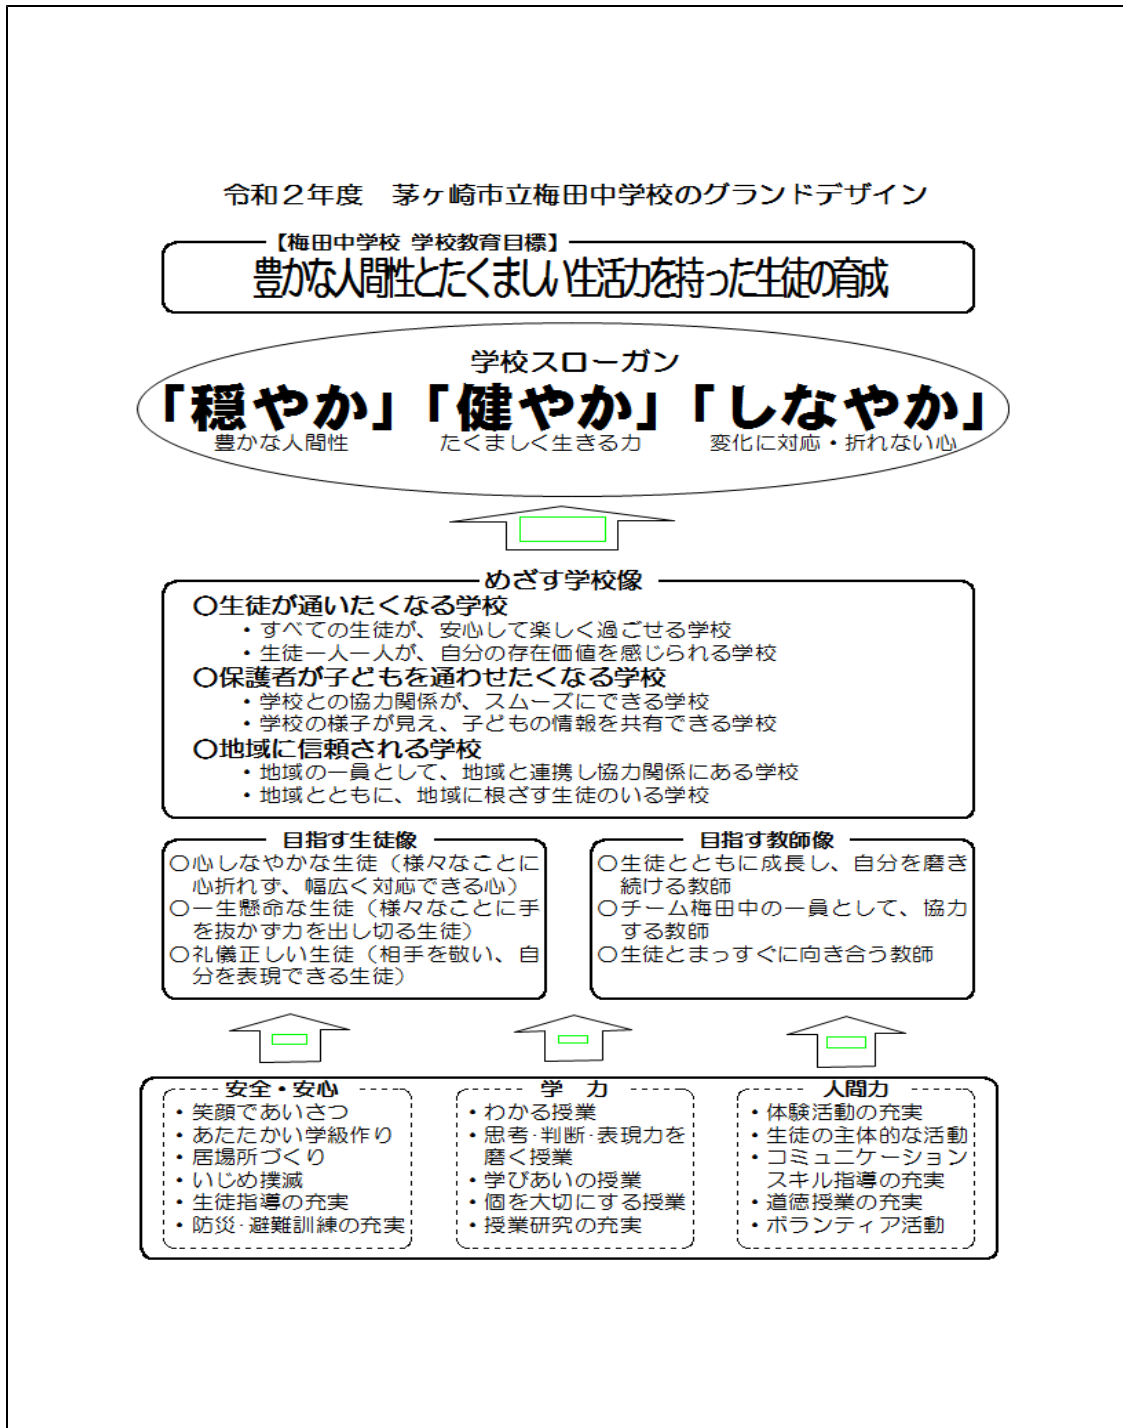 令和２年度　茅ヶ崎市立梅田中学校のグランドデザイン
【梅田中学校 学校教育目標】
豊かな人間性とたくましい生活力を持った生徒の育成
学校スローガン
「穏やか」「健やか」「しなやか」
豊かな人間性　たくましく生きる力　変化に対応・折れない心
めざす学校像
○生徒が通いたくなる学校
・すべての生徒が、安心して楽しく過ごせる学校
・生徒一人一人が、自分の存在価値を感じられる学校
○保護者が子どもを通わせたくなる学校
・学校との協力関係が、スムーズにできる学校
・学校の様子が見え、子どもの情報を共有できる学校
○地域に信頼される学校
・地域の一員として、地域と連携し協力関係にある学校
・地域とともに、地域に根ざす生徒のいる学校
目指す生徒像
○心しなやかな生徒（様々なことに
心折れず、幅広く対応できる心）
○一生懸命な生徒（様々なことに手
を抜かず力を出し切る生徒）
○礼儀正しい生徒（相手を敬い、自
分を表現できる生徒）
目指す教師像
○生徒とともに成長し、自分を磨き
続ける教師
○チーム梅田中の一員として、協力
する教師
○生徒とまっすぐに向き合う教師
安全・安心
・笑顔であいさつ
・あたたかい学級作り
・居場所づくり
・いじめ撲滅
・生徒指導の充実
・防災･避難訓練の充実
学　力
・わかる授業
・思考･判断･表現力を
磨く授業
・学びあいの授業
・個を大切にする授業
・授業研究の充実
人間力
・体験活動の充実
・生徒の主体的な活動
・コミュニケーション
スキル指導の充実
・道徳授業の充実
・ボランティア活動